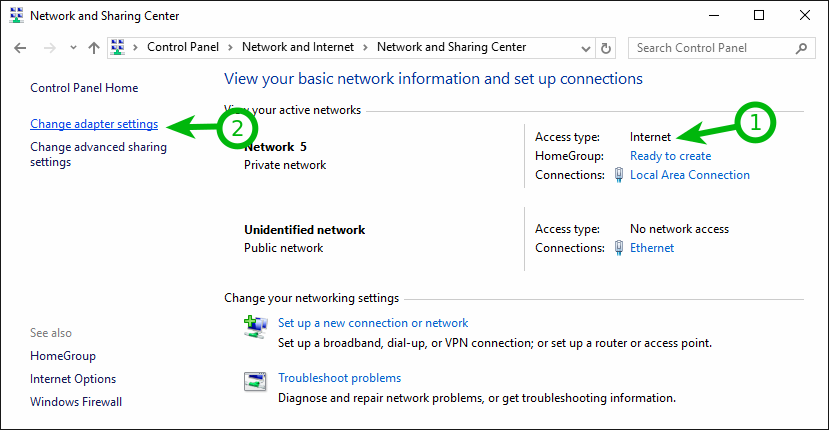 Network and Sharing Center
Control Panel > Network and Internet > Network and Sharing Center
Search Control Panel
Control Panel Home
Change adapter settings
Change advanced sharing
settings
See also
HomeGroup
Internet Options
Windows Firewall
View your basic network information and set up connections
View your active networks
Network 5
Private network
Access type: Internet
HomeGroup: Ready to create
Connections: Local Area Connection
Unidentified network
Public network
Access type: No network access
Connections: Ethernet
Change your networking settings
Set up a new connection or network
Set up a broadband, dial-up, or VPN connection; or set up a router or access point.
Troubleshoot problems
Diagnose and repair network problems, or get troubleshooting information.
1
2